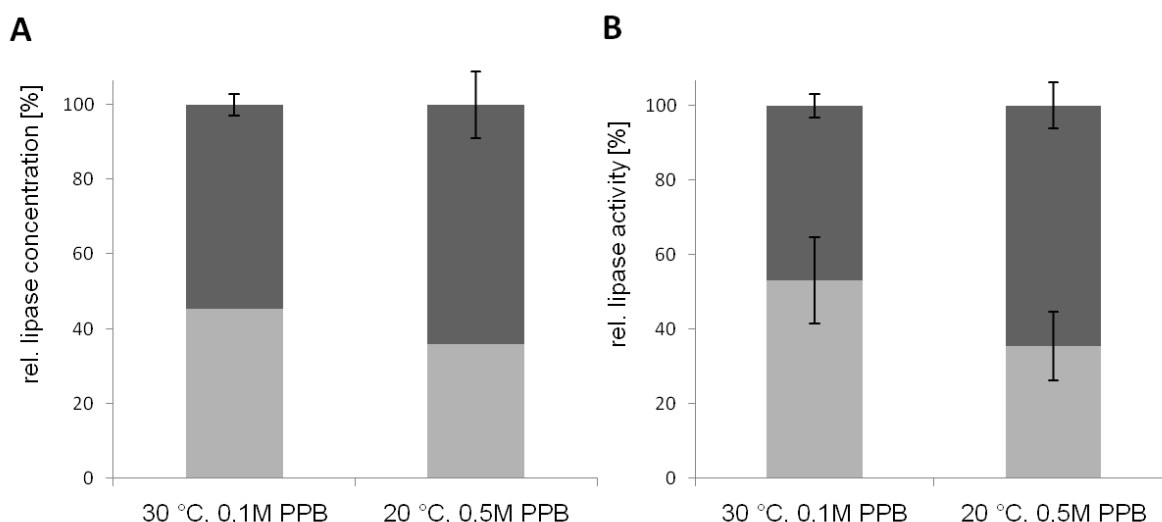 A
rel. lipase concentration [%]
100
80
60
40
20
0
30 °C, 0.1M PPB
20 °C, 0.5M PPB
B
rel. lipase activity [%]
100
80
60
40
20
0
30 °C, 0.1M PPB
20 °C, 0.5M PPB